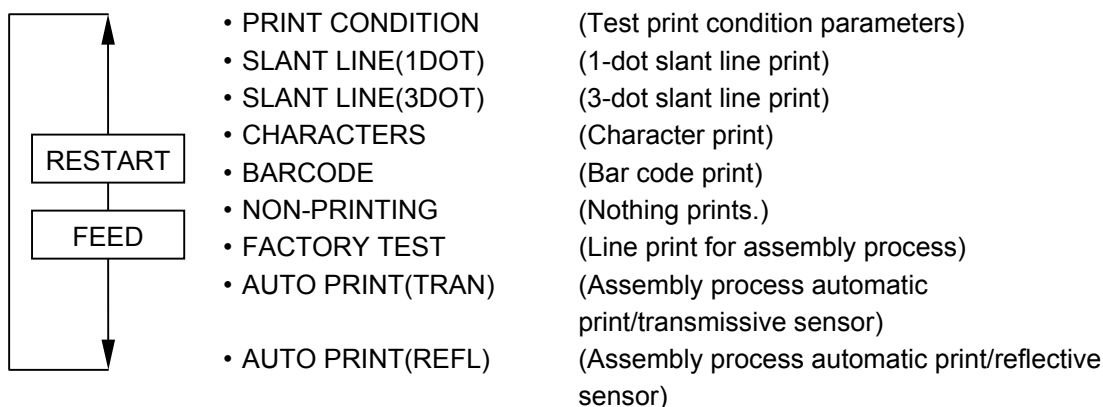 • PRINT CONDITION (Test print condition parameters)
• SLANT LINE(1DOT) (1-dot slant line print)
• SLANT LINE(3DOT) (3-dot slant line print)
• CHARACTERS (Character print)
RESTART
• BARCODE (Bar code print)
• NON-PRINTING (Nothing prints.)
FEED
• FACTORY TEST (Line print for assembly process)
• AUTO PRINT(TRAN) (Assembly process automatic
print/transmissive sensor)
• AUTO PRINT(REFL) (Assembly process automatic print/reflective
sensor)